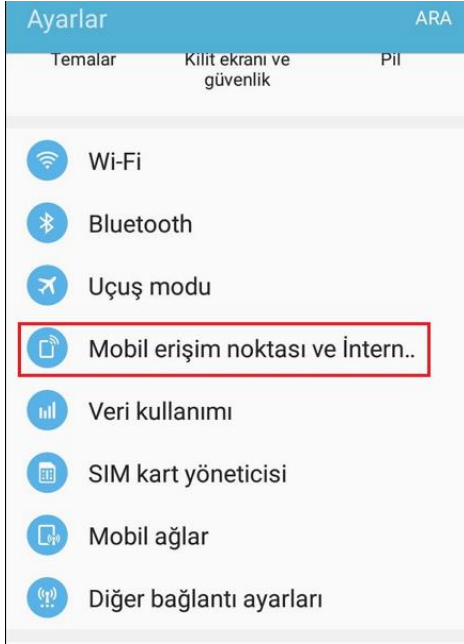 Ayarlar ARA
Temalar Kilit ekranı ve Pil
güvenlik
Wi-Fi
Bluetooth
Uçuş modu
Mobil erişim noktası ve İntern..
Veri kullanımı
SIM kart yöneticisi
Mobil ağlar
Diğer bağlantı ayarları